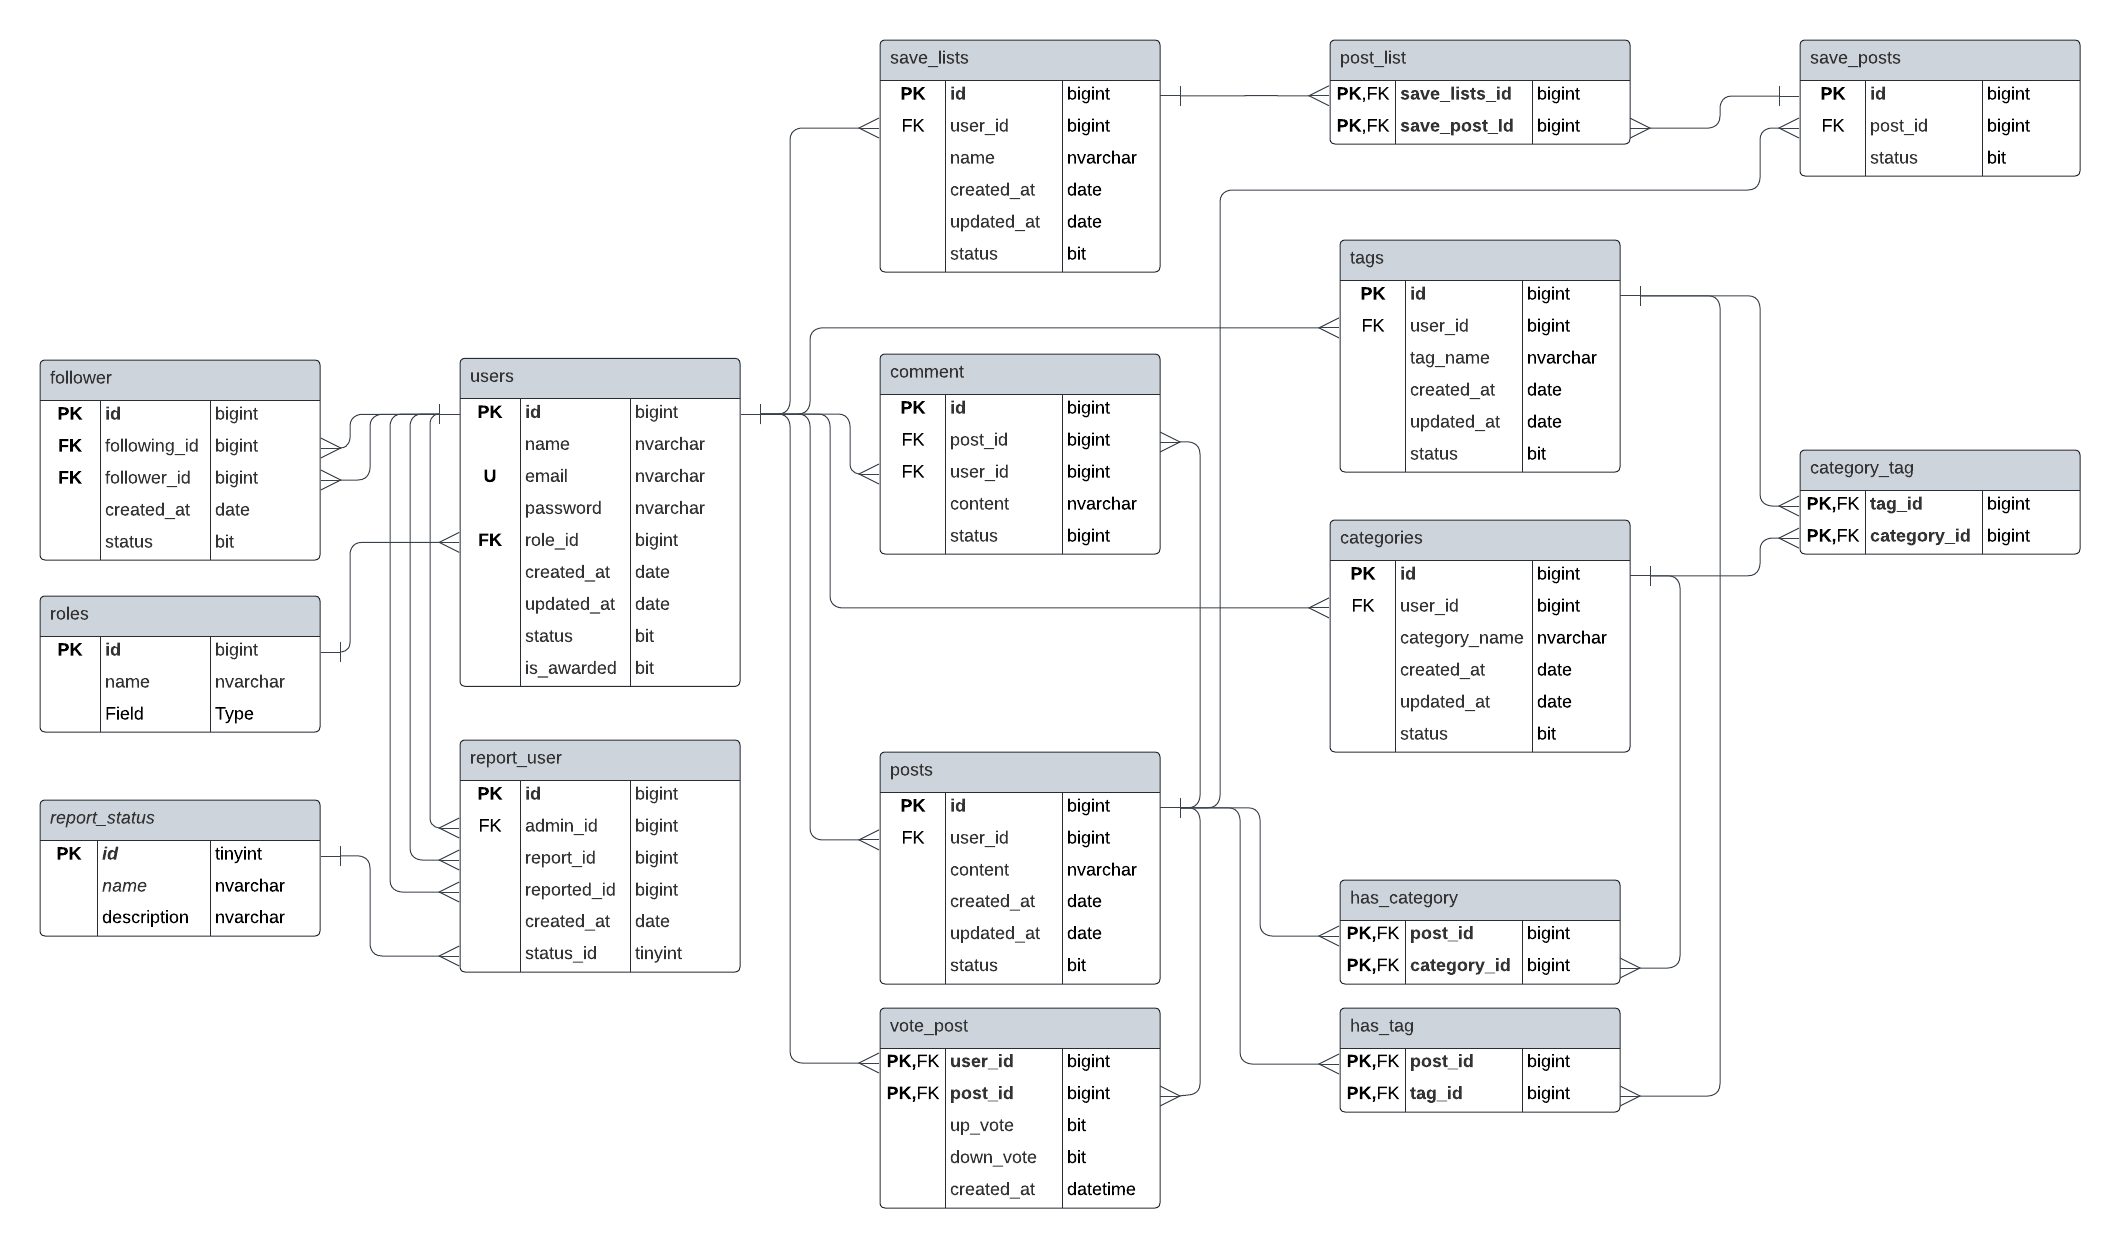 save_lists
PK id bigint
FK user_id bigint
name nvarchar
created_at date
updated_at date
status bit
post_list
PK,FK save_lists_id bigint
PK,FK save_post_Id bigint
save_posts
PK id bigint
FK post_id bigint
status bit
tags
PK id bigint
FK user_id bigint
tag_name nvarchar
created_at date
updated_at date
status bit
follower
PK id bigint
FK following_id bigint
FK follower_id bigint
created_at date
status bit
users
PK id bigint
name nvarchar
U email nvarchar
password nvarchar
FK role_id bigint
created_at date
updated_at date
status bit
is_awarded bit
comment
PK id bigint
FK post_id bigint
FK user_id bigint
content nvarchar
status bigint
category_tag
PK,FK tag_id bigint
PK,FK category_id bigint
categories
PK id bigint
FK user_id bigint
category_name nvarchar
created_at date
updated_at date
status bit
roles
PK id bigint
name nvarchar
Field Type
report_user
PK id bigint
FK admin_id bigint
report_id bigint
reported_id bigint
created_at date
status_id tinyint
posts
PK id bigint
FK user_id bigint
content nvarchar
created_at date
updated_at date
status bit
report_status
PK id tinyint
name nvarchar
description nvarchar
has_category
PK,FK post_id bigint
PK,FK category_id bigint
vote_post
PK,FK user_id bigint
PK,FK post_id bigint
up_vote bit
down_vote bit
created_at datetime
has_tag
PK,FK post_id bigint
PK,FK tag_id bigint